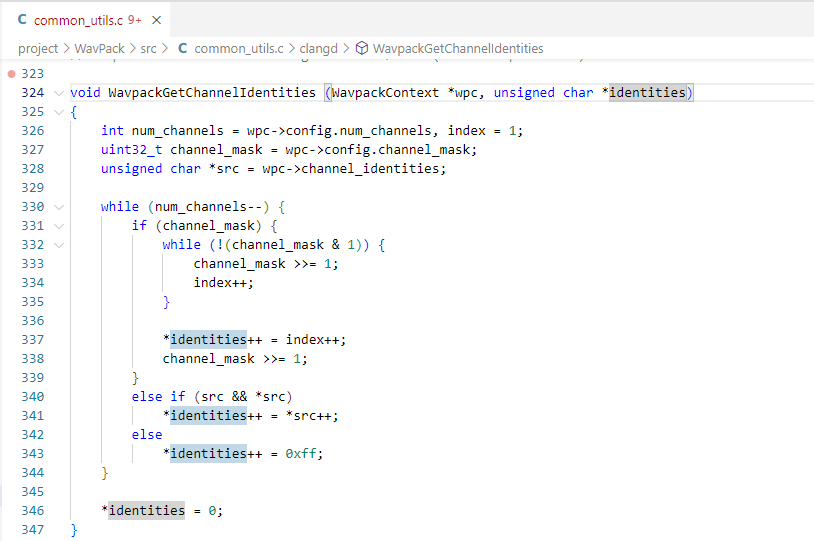 C common_utils.c 9+ ×
project > WavPack > src > C common_utils.c > clangd > WavpackGetChannelIdentities
323
324 void WavpackGetChannelIdentities (WavpackContext *wpc, unsigned char *identities)
325 {
326     int num_channels = wpc->config.num_channels, index = 1;
327     uint32_t channel_mask = wpc->config.channel_mask;
328     unsigned char *src = wpc->channel_identities;
329
330     while (num_channels--) {
331         if (channel_mask) {
332             while (!(channel_mask & 1)) {
333                 channel_mask >>= 1;
334                 index++;
335             }
336
337             *identities++ = index++;
338             channel_mask >>= 1;
339         }
340         else if (src && *src)
341             *identities++ = *src++;
342         else
343             *identities++ = 0xff;
344     }
345
346     *identities = 0;
347 }